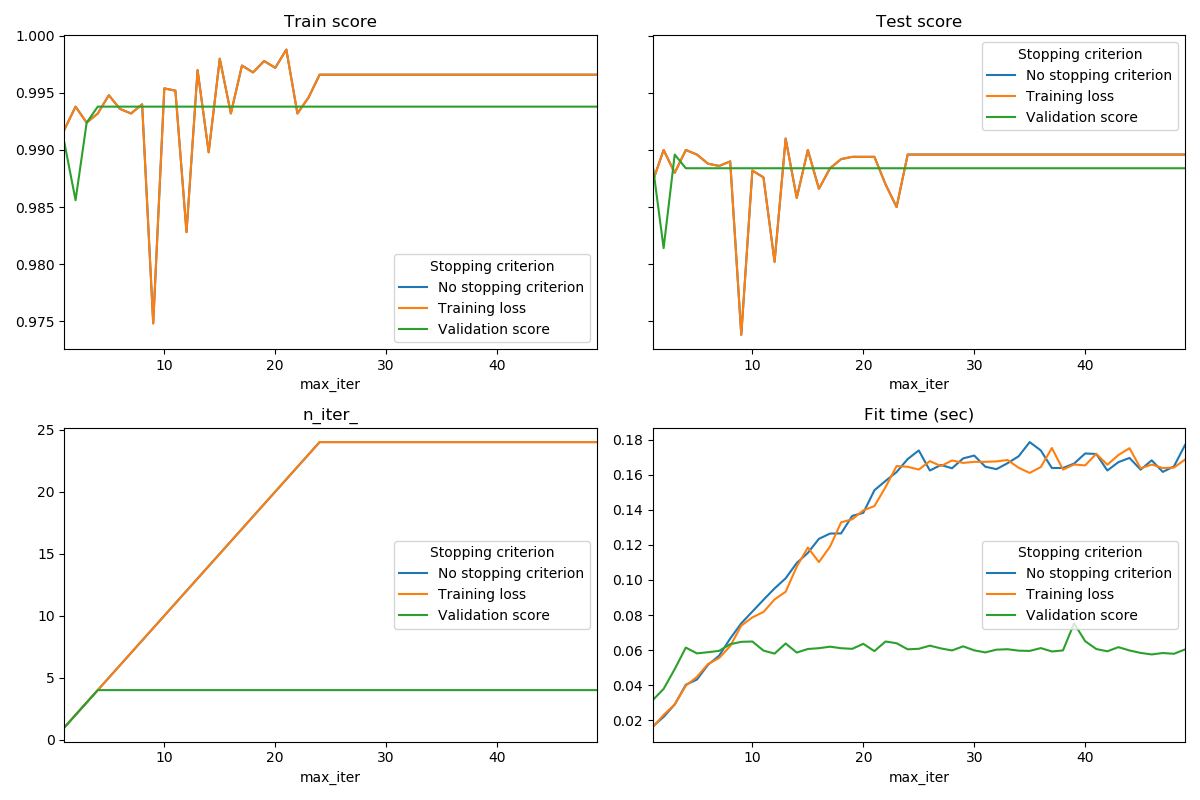 Train score
1.000
0.995
0.990
0.985
0.980
0.975
Stopping criterion
No stopping criterion
Training loss
Validation score
10 20 30 40
max_iter
Test score
Stopping criterion
No stopping criterion
Training loss
Validation score
10 20 30 40
max_iter
n_iter_
25
20
15
10
5
0
Stopping criterion
No stopping criterion
Training loss
Validation score
10 20 30 40
max_iter
Fit time (sec)
0.18
0.16
0.14
0.12
0.10
0.08
0.06
0.04
0.02
Stopping criterion
No stopping criterion
Training loss
Validation score
10 20 30 40
max_iter